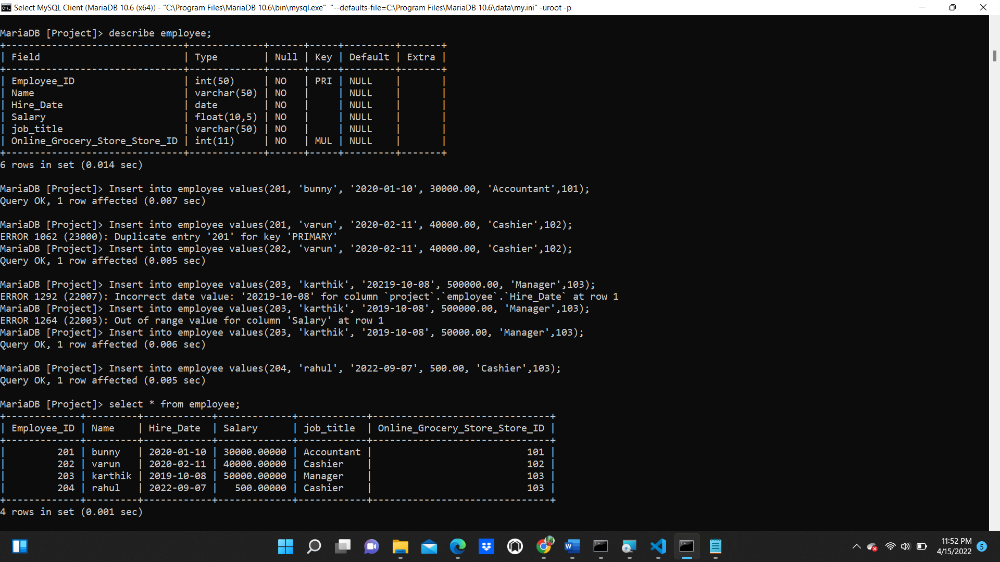 Select MySQL Client (MariaDB 10.6 (x64)) - "C:\Program Files\MariaDB 10.6\bin\mysql.exe"  "--defaults-file=C:\Program Files\MariaDB 10.6\data\my.ini" -uroot -p
MariaDB [Project]> describe employee;
+-------------------------------+-------------+------+-----+---------+-------+
| Field                         | Type        | Null | Key | Default | Extra |
+-------------------------------+-------------+------+-----+---------+-------+
| Employee_ID                   | int(50)     | NO   | PRI | NULL    |       |
| Name                          | varchar(50) | NO   |     | NULL    |       |
| Hire_Date                     | date        | NO   |     | NULL    |       |
| Salary                        | float(10,5) | NO   |     | NULL    |       |
| job_title                     | varchar(50) | NO   |     | NULL    |       |
| Online_Grocery_Store_Store_ID | int(11)     | NO   | MUL | NULL    |       |
+-------------------------------+-------------+------+-----+---------+-------+
6 rows in set (0.014 sec)
MariaDB [Project]> Insert into employee values(201, 'bunny', '2020-01-10', 30000.00, 'Accountant',101);
Query OK, 1 row affected (0.007 sec)
MariaDB [Project]> Insert into employee values(201, 'varun', '2020-02-11', 40000.00, 'Cashier',102);
ERROR 1062 (23000): Duplicate entry '201' for key 'PRIMARY'
MariaDB [Project]> Insert into employee values(202, 'varun', '2020-02-11', 40000.00, 'Cashier',102);
Query OK, 1 row affected (0.005 sec)
MariaDB [Project]> Insert into employee values(203, 'karthik', '20219-10-08', 500000.00, 'Manager',103);
ERROR 1292 (22007): Incorrect date value: '20219-10-08' for column `project`.`employee`.`Hire_Date` at row 1
MariaDB [Project]> Insert into employee values(203, 'karthik', '2019-10-08', 500000.00, 'Manager',103);
ERROR 1264 (22003): Out of range value for column 'Salary' at row 1
MariaDB [Project]> Insert into employee values(203, 'karthik', '2019-10-08', 50000.00, 'Manager',103);
Query OK, 1 row affected (0.006 sec)
MariaDB [Project]> Insert into employee values(204, 'rahul', '2022-09-07', 500.00, 'Cashier',103);
Query OK, 1 row affected (0.005 sec)
MariaDB [Project]> select * from employee;
+-------------+---------+------------+-------------+------------+-------------------------------+
| Employee_ID | Name    | Hire_Date  | Salary      | job_title  | Online_Grocery_Store_Store_ID |
+-------------+---------+------------+-------------+------------+-------------------------------+
|         201 | bunny   | 2020-01-10 | 30000.00000 | Accountant |                           101 |
|         202 | varun   | 2020-02-11 | 40000.00000 | Cashier    |                           102 |
|         203 | karthik | 2019-10-08 | 50000.00000 | Manager    |                           103 |
|         204 | rahul   | 2022-09-07 |   500.00000 | Cashier    |                           103 |
+-------------+---------+------------+-------------+------------+-------------------------------+
4 rows in set (0.001 sec)
11:52 PM
4/15/2022
5